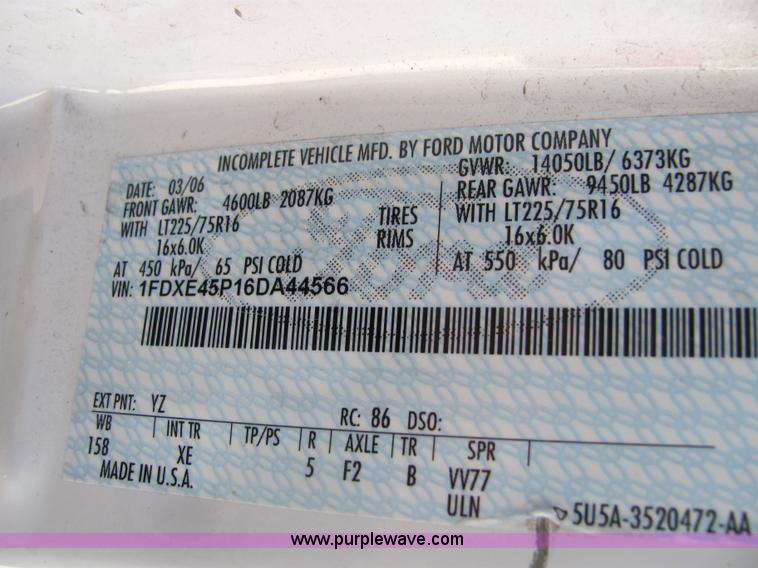 INCOMPLETE VEHICLE MFD. BY FORD MOTOR COMPANY
DATE: 03/06 GVWR: 14050LB/ 6373KG
FRONT GAWR: 4600LB 2087KG REAR GAWR: 9450LB 4287KG
WITH LT225/75R16 TIRES WITH LT225/75R16
16x6.0K RIMS 16x6.0K
AT 450 kPa/ 65 PSI COLD AT 550 kPa/ 80 PSI COLD
VIN: 1FDXE45P16DA44566
EXT PNT: YZ RC: 86 DSO:
WB INT TR TP/PS R AXLE TR SPR
158 XE 5 F2 B VV77
MADE IN U.S.A. ULN
5U5A-3520472-AA
www.purplewave.com